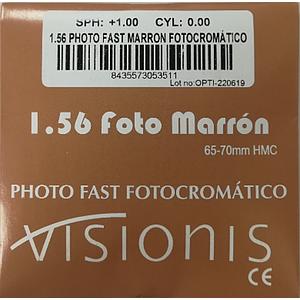 SPH: +1.00 CYL: 0.00
1.56 PHOTO FAST MARRON FOTOCROMÁTICO
8435573053511
Lot no:OPTI-220619
1.56 Foto Marrón
65-70mm HMC
PHOTO FAST FOTOCROMÁTICO
VISIONIS
CE